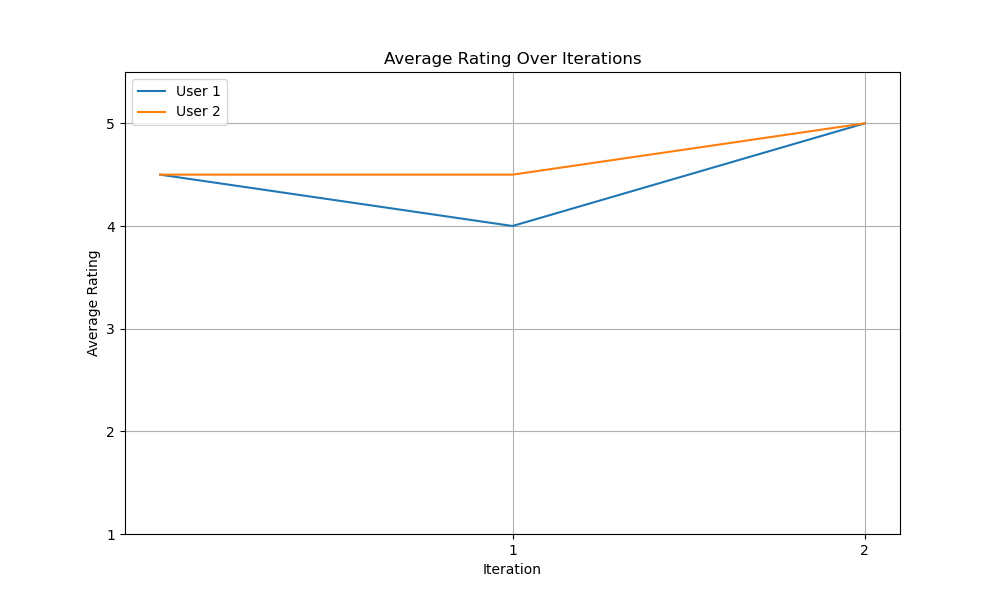 Average Rating Over Iterations
User 1
User 2
5
4
3
2
1
Average Rating
1 2
Iteration